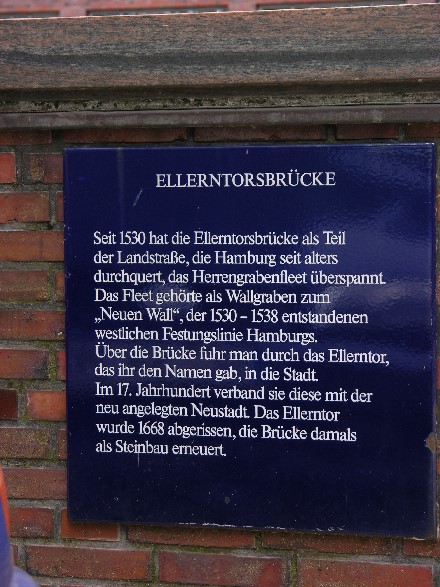 ELLERNTORSBRÜCKE
Seit 1530 hat die Ellerntorsbrücke als Teil
der Landstraße, die Hamburg seit alters
durchquert, das Herrengrabenfleet überspannt.
Das Fleet gehörte als Wallgraben zum
„Neuen Wall“, der 1530 – 1538 entstandenen
westlichen Festungslinie Hamburgs.
Über die Brücke fuhr man durch das Ellerntor,
das ihr den Namen gab, in die Stadt.
Im 17. Jahrhundert verband sie diese mit der
neu angelegten Neustadt. Das Ellerntor
wurde 1668 abgerissen, die Brücke damals
als Steinbau erneuert.